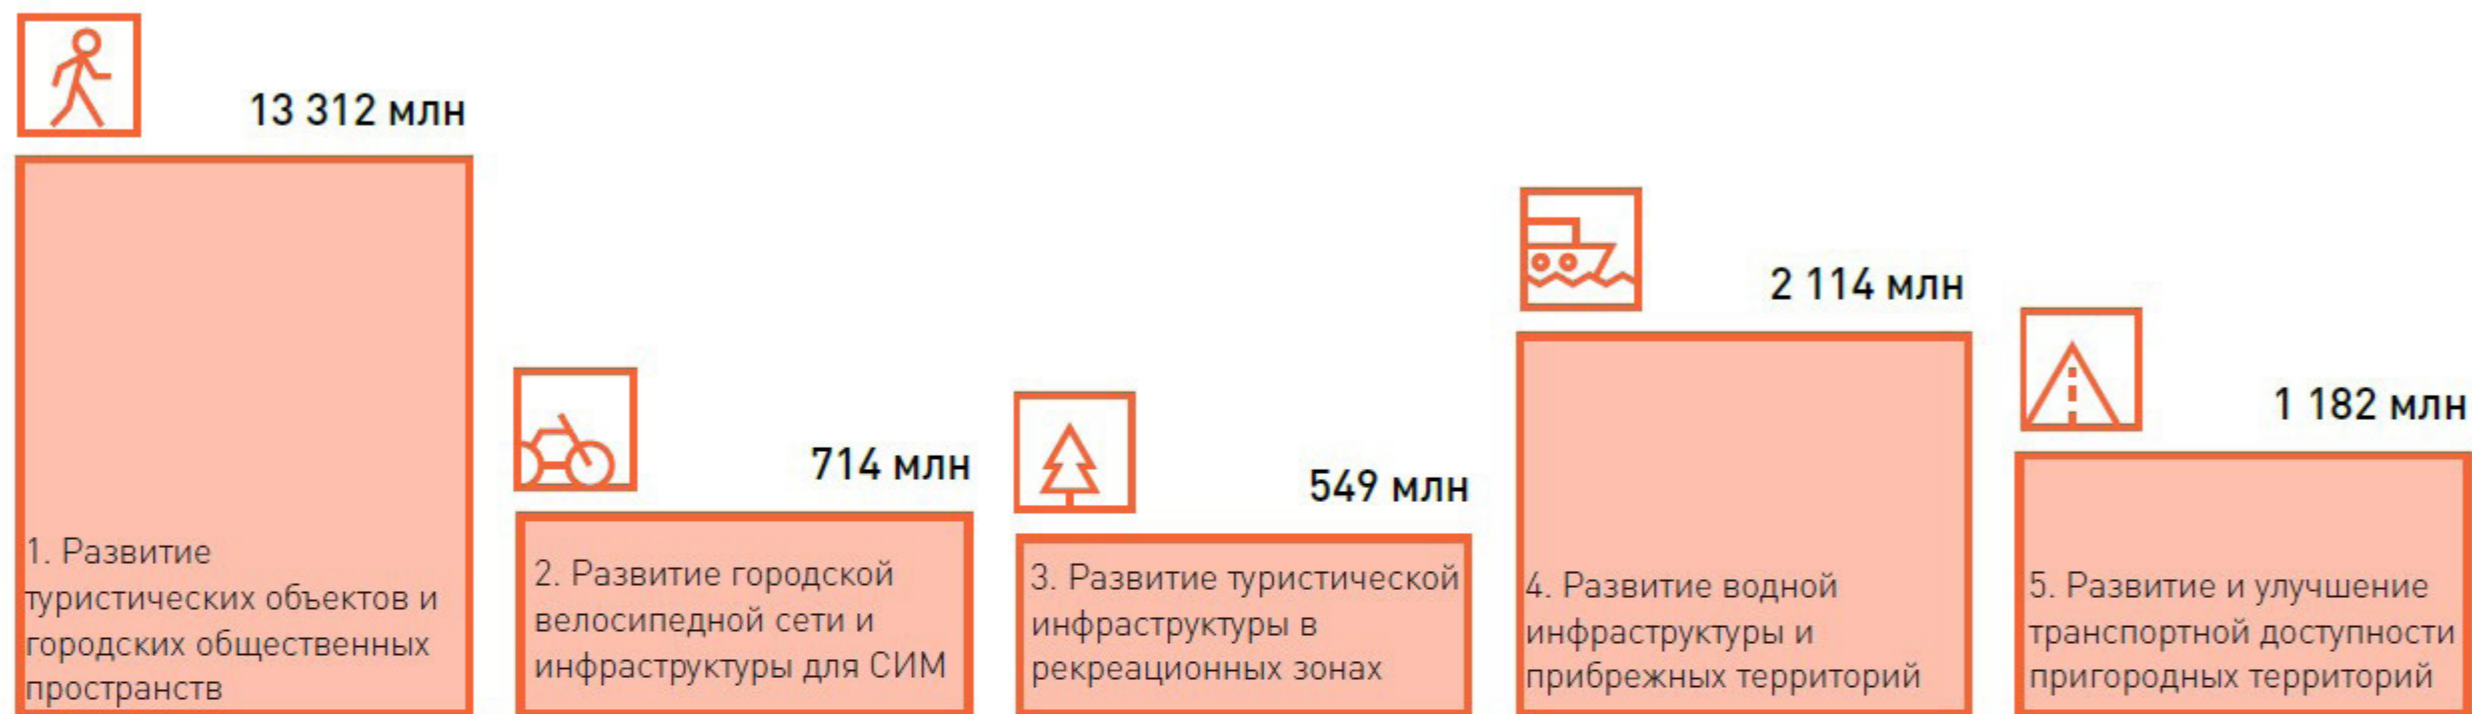 13 312 млн
1. Развитие
туристических объектов и
городских общественных
пространств
714 млн
2. Развитие городской
велосипедной сети и
инфраструктуры для СИМ
549 млн
3. Развитие туристической
инфраструктуры в
рекреационных зонах
2 114 млн
4. Развитие водной
инфраструктуры и
прибрежных территорий
1 182 млн
5. Развитие и улучшение
транспортной доступности
пригородных территорий